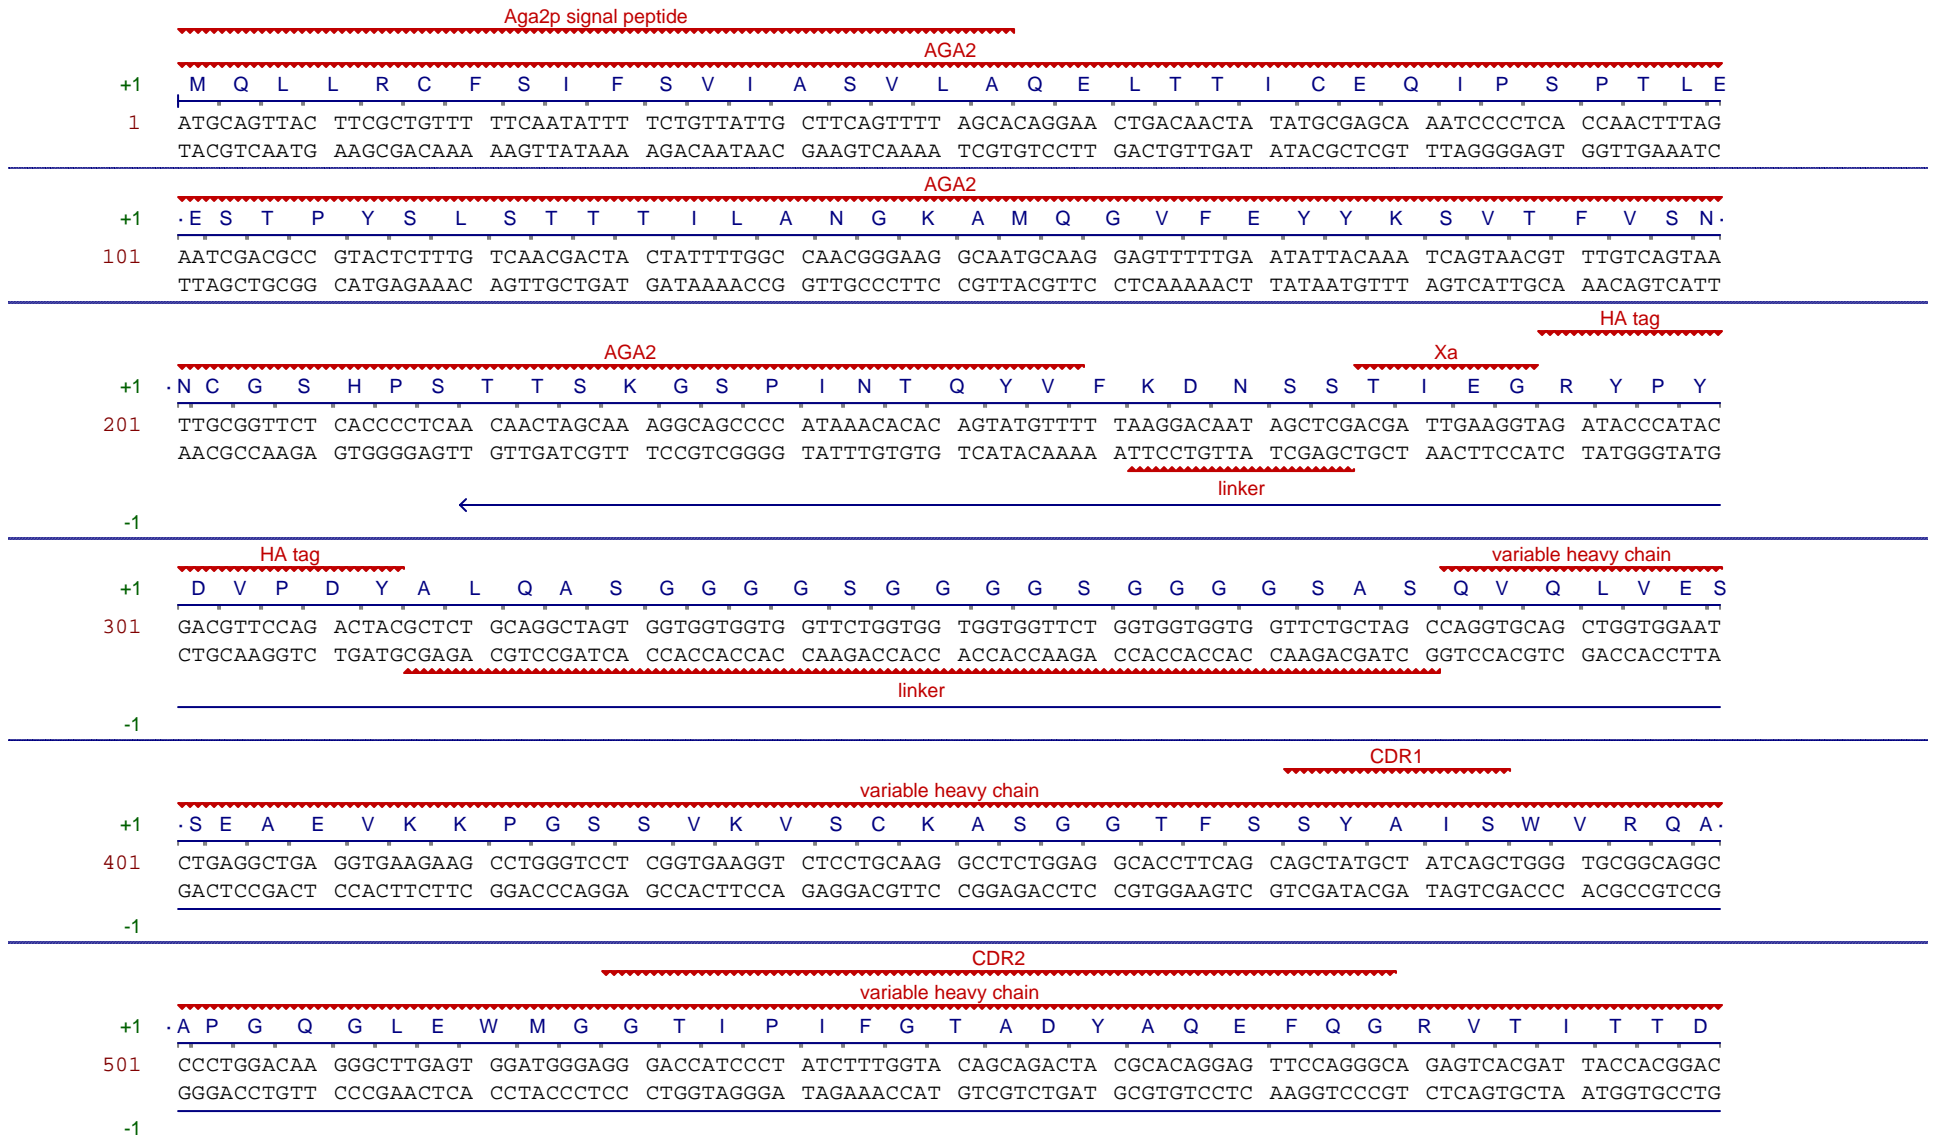 Aga2p signal peptide
AGA2
+1 M Q L L R C F S I F S V I A S V L A Q E L T T I C E Q I P S P T L E
1 ATGCAGTTAC TTCGCTGTTT TTCAATATTT TCTGTTATTG CTTCAGTTTT AGCACAGGAA CTGACAACTA TATGCGAGCA AATCCCCTCA CCAACTTTAG
TACGTCAATG AAGCGACAAA AAGTTATAAA AGACAATAAC GAAGTCAAAA TCGTGTCCTT GACTGTTGAT ATACGCTCGT TTAGGGGAGT GGTTGAAATC
AGA2
+1 ·E S T P Y S L S T T T I L A N G K A M Q G V F E Y Y K S V T F V S N·
101 AATCGACGCC GTACTCTTTG TCAACGACTA CTATTTTGGC CAACGGGAAG GCAATGCAAG GAGTTTTTGA ATATTACAAA TCAGTAACGT TTGTCAGTAA
TTAGCTGCGG CATGAGAAAC AGTTGCTGAT GATAAAACCG GTTGCCCTTC CGTTACGTTC CTCAAAAACT TATAATGTTT AGTCATTGCA AACAGTCATT
HA tag
AGA2 Xa
+1 ·N C G S H P S T T S K G S P I N T Q Y V F K D N S S T I E G R Y P Y
201 TTGCGGTTCT CACCCCTCAA CAACTAGCAA AGGCAGCCCC ATAAACACAC AGTATGTTTT TAAGGACAAT AGCTCGACGA TTGAAGGTAG ATACCCATAC
AACGCCAAGA GTGGGGAGTT GTTGATCGTT TCCGTCGGGG TATTTGTGTG TCATACAAAA ATTCCTGTTA TCGAGCTGCT AACTTCCATC TATGGGTATG
linker
-1
HA tag variable heavy chain
+1 D V P D Y A L Q A S G G G G S G G G G S G G G G S A S Q V Q L V E S
301 GACGTTCCAG ACTACGCTCT GCAGGCTAGT GGTGGTGGTG GTTCTGGTGG TGGTGGTTCT GGTGGTGGTG GTTCTGCTAG CCAGGTGCAG CTGGTGGAAT
CTGCAAGGTC TGATGCGAGA CGTCCGATCA CCACCACCAC CAAGACCACC ACCACCAAGA CCACCACCAC CAAGACGATC GGTCCACGTC GACCACCTTA
linker
-1
CDR1
variable heavy chain
+1 ·S E A E V K K P G S S V K V S C K A S G G T F S S Y A I S W V R Q A·
401 CTGAGGCTGA GGTGAAGAAG CCTGGGTCCT CGGTGAAGGT CTCCTGCAAG GCCTCTGGAG GCACCTTCAG CAGCTATGCT ATCAGCTGGG TGCGGCAGGC
GACTCCGACT CCACTTCTTC GGACCCAGGA GCCACTTCCA GAGGACGTTC CGGAGACCTC CGTGGAAGTC GTCGATACGA TAGTCGACCC ACGCCGTCCG
-1
CDR2
variable heavy chain
+1 ·A P G Q G L E W M G G T I P I F G T A D Y A Q E F Q G R V T I T T D
501 CCCTGGACAA GGGCTTGAGT GGATGGGAGG GACCATCCCT ATCTTTGGTA CAGCAGACTA CGCACAGGAG TTCCAGGGCA GAGTCACGAT TACCACGGAC
GGGACCTGTT CCCGAACTCA CCTACCCTCC CTGGTAGGGA TAGAAACCAT GTCGTCTGAT GCGTGTCCTC AAGGTCCCGT CTCAGTGCTA ATGGTGCCTG
-1